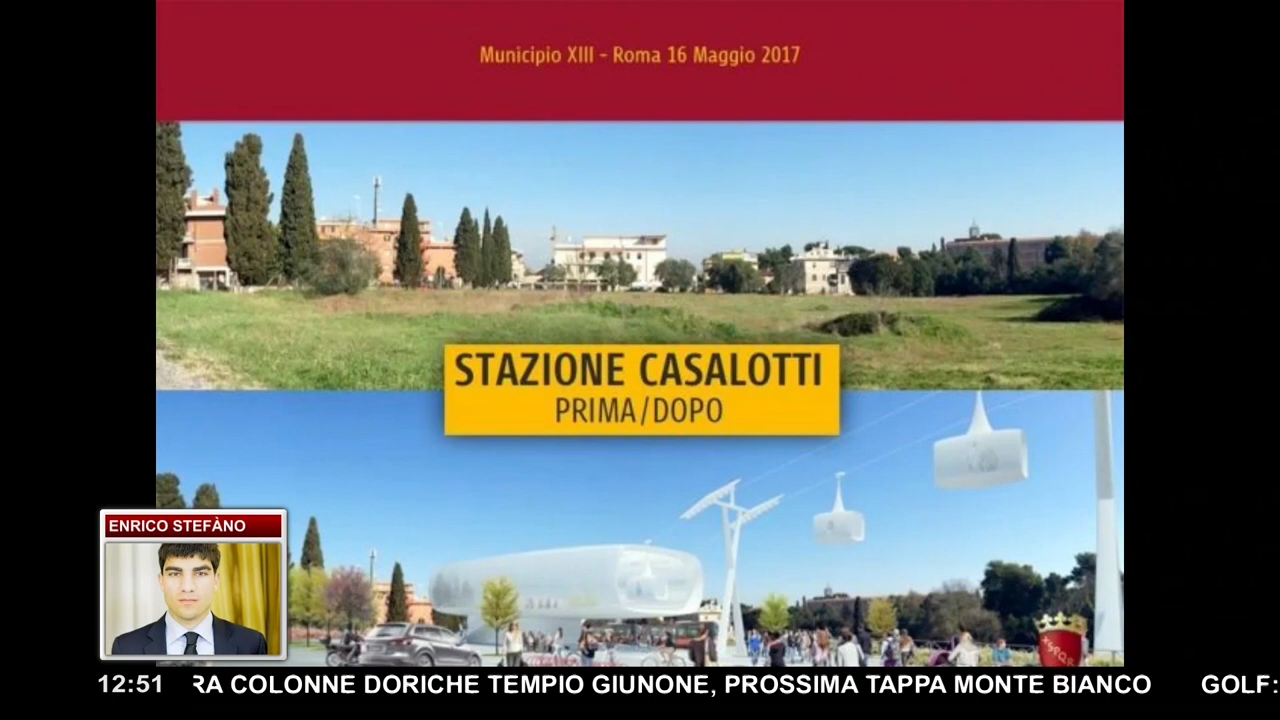 Municipio XIII - Roma 16 Maggio 2017
STAZIONE CASALOTTI
PRIMA/DOPO
ENRICO STEFÀNO
SPQR
12:51 RA COLONNE DORICHE TEMPIO GIUNONE, PROSSIMA TAPPA MONTE BIANCO GOLF: